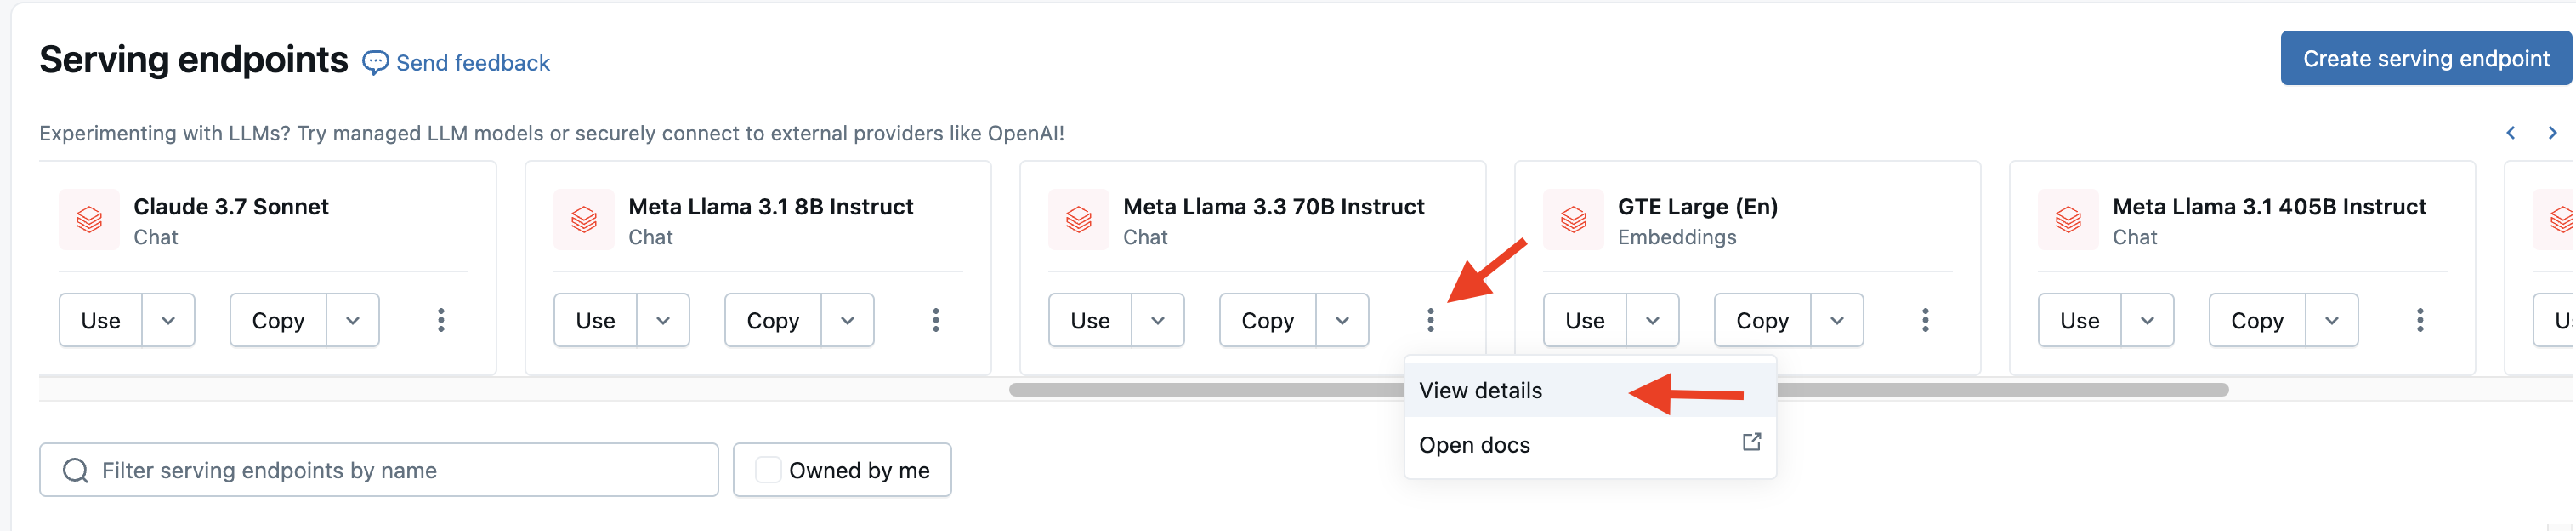 Serving endpoints
Send feedback
Create serving endpoint
Experimenting with LLMs? Try managed LLM models or securely connect to external providers like OpenAI!
Claude 3.7 Sonnet
Chat
Use
Copy
Meta Llama 3.1 8B Instruct
Chat
Use
Copy
Meta Llama 3.3 70B Instruct
Chat
Use
Copy
GTE Large (En)
Embeddings
Use
Copy
Meta Llama 3.1 405B Instruct
Chat
Use
Copy
View details
Open docs
Filter serving endpoints by name
Owned by me